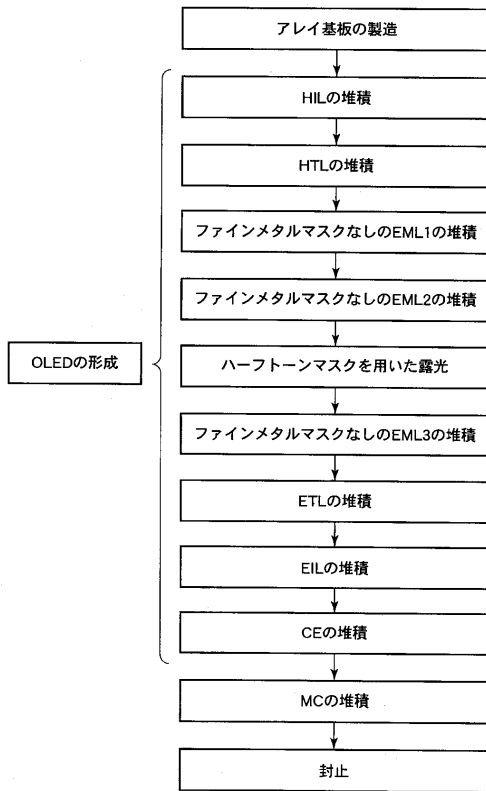 アレイ基板の製造
HILの堆積
HTLの堆積
ファインメタルマスクなしのEML1の堆積
ファインメタルマスクなしのEML2の堆積
OLEDの形成
ハーフトーンマスクを用いた露光
ファインメタルマスクなしのEML3の堆積
ETLの堆積
EILの堆積
CEの堆積
MCの堆積
封止